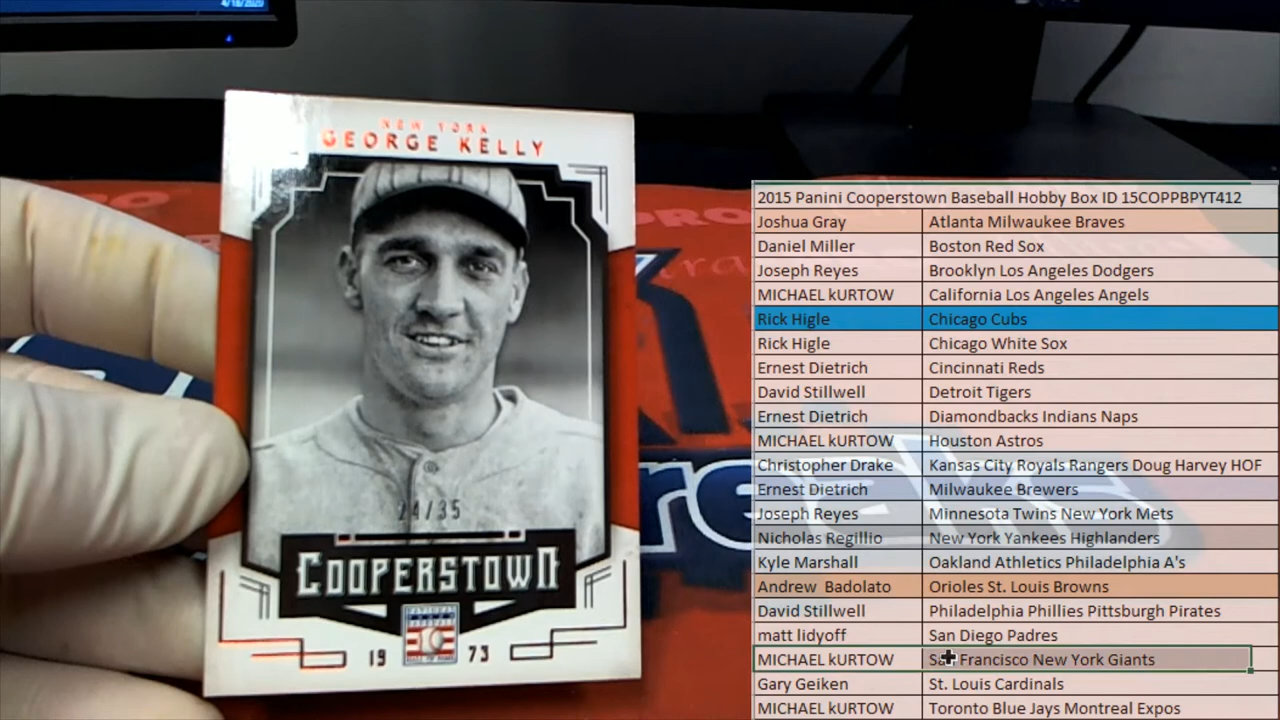 4/18/2020
NEW YORK
GEORGE KELLY
24/35
COOPERSTOWN
19 73
2015 Panini Cooperstown Baseball Hobby Box ID 15COPPBPYT412
Joshua Gray Atlanta Milwaukee Braves
Daniel Miller Boston Red Sox
Joseph Reyes Brooklyn Los Angeles Dodgers
MICHAEL kURTOW California Los Angeles Angels
Rick Higle Chicago Cubs
Rick Higle Chicago White Sox
Ernest Dietrich Cincinnati Reds
David Stillwell Detroit Tigers
Ernest Dietrich Diamondbacks Indians Naps
MICHAEL kURTOW Houston Astros
Christopher Drake Kansas City Royals Rangers Doug Harvey HOF
Ernest Dietrich Milwaukee Brewers
Joseph Reyes Minnesota Twins New York Mets
Nicholas Regillio New York Yankees Highlanders
Kyle Marshall Oakland Athletics Philadelphia A's
Andrew Badolato Orioles St. Louis Browns
David Stillwell Philadelphia Phillies Pittsburgh Pirates
matt lidyoff San Diego Padres
MICHAEL kURTOW San Francisco New York Giants
Gary Geiken St. Louis Cardinals
MICHAEL kURTOW Toronto Blue Jays Montreal Expos